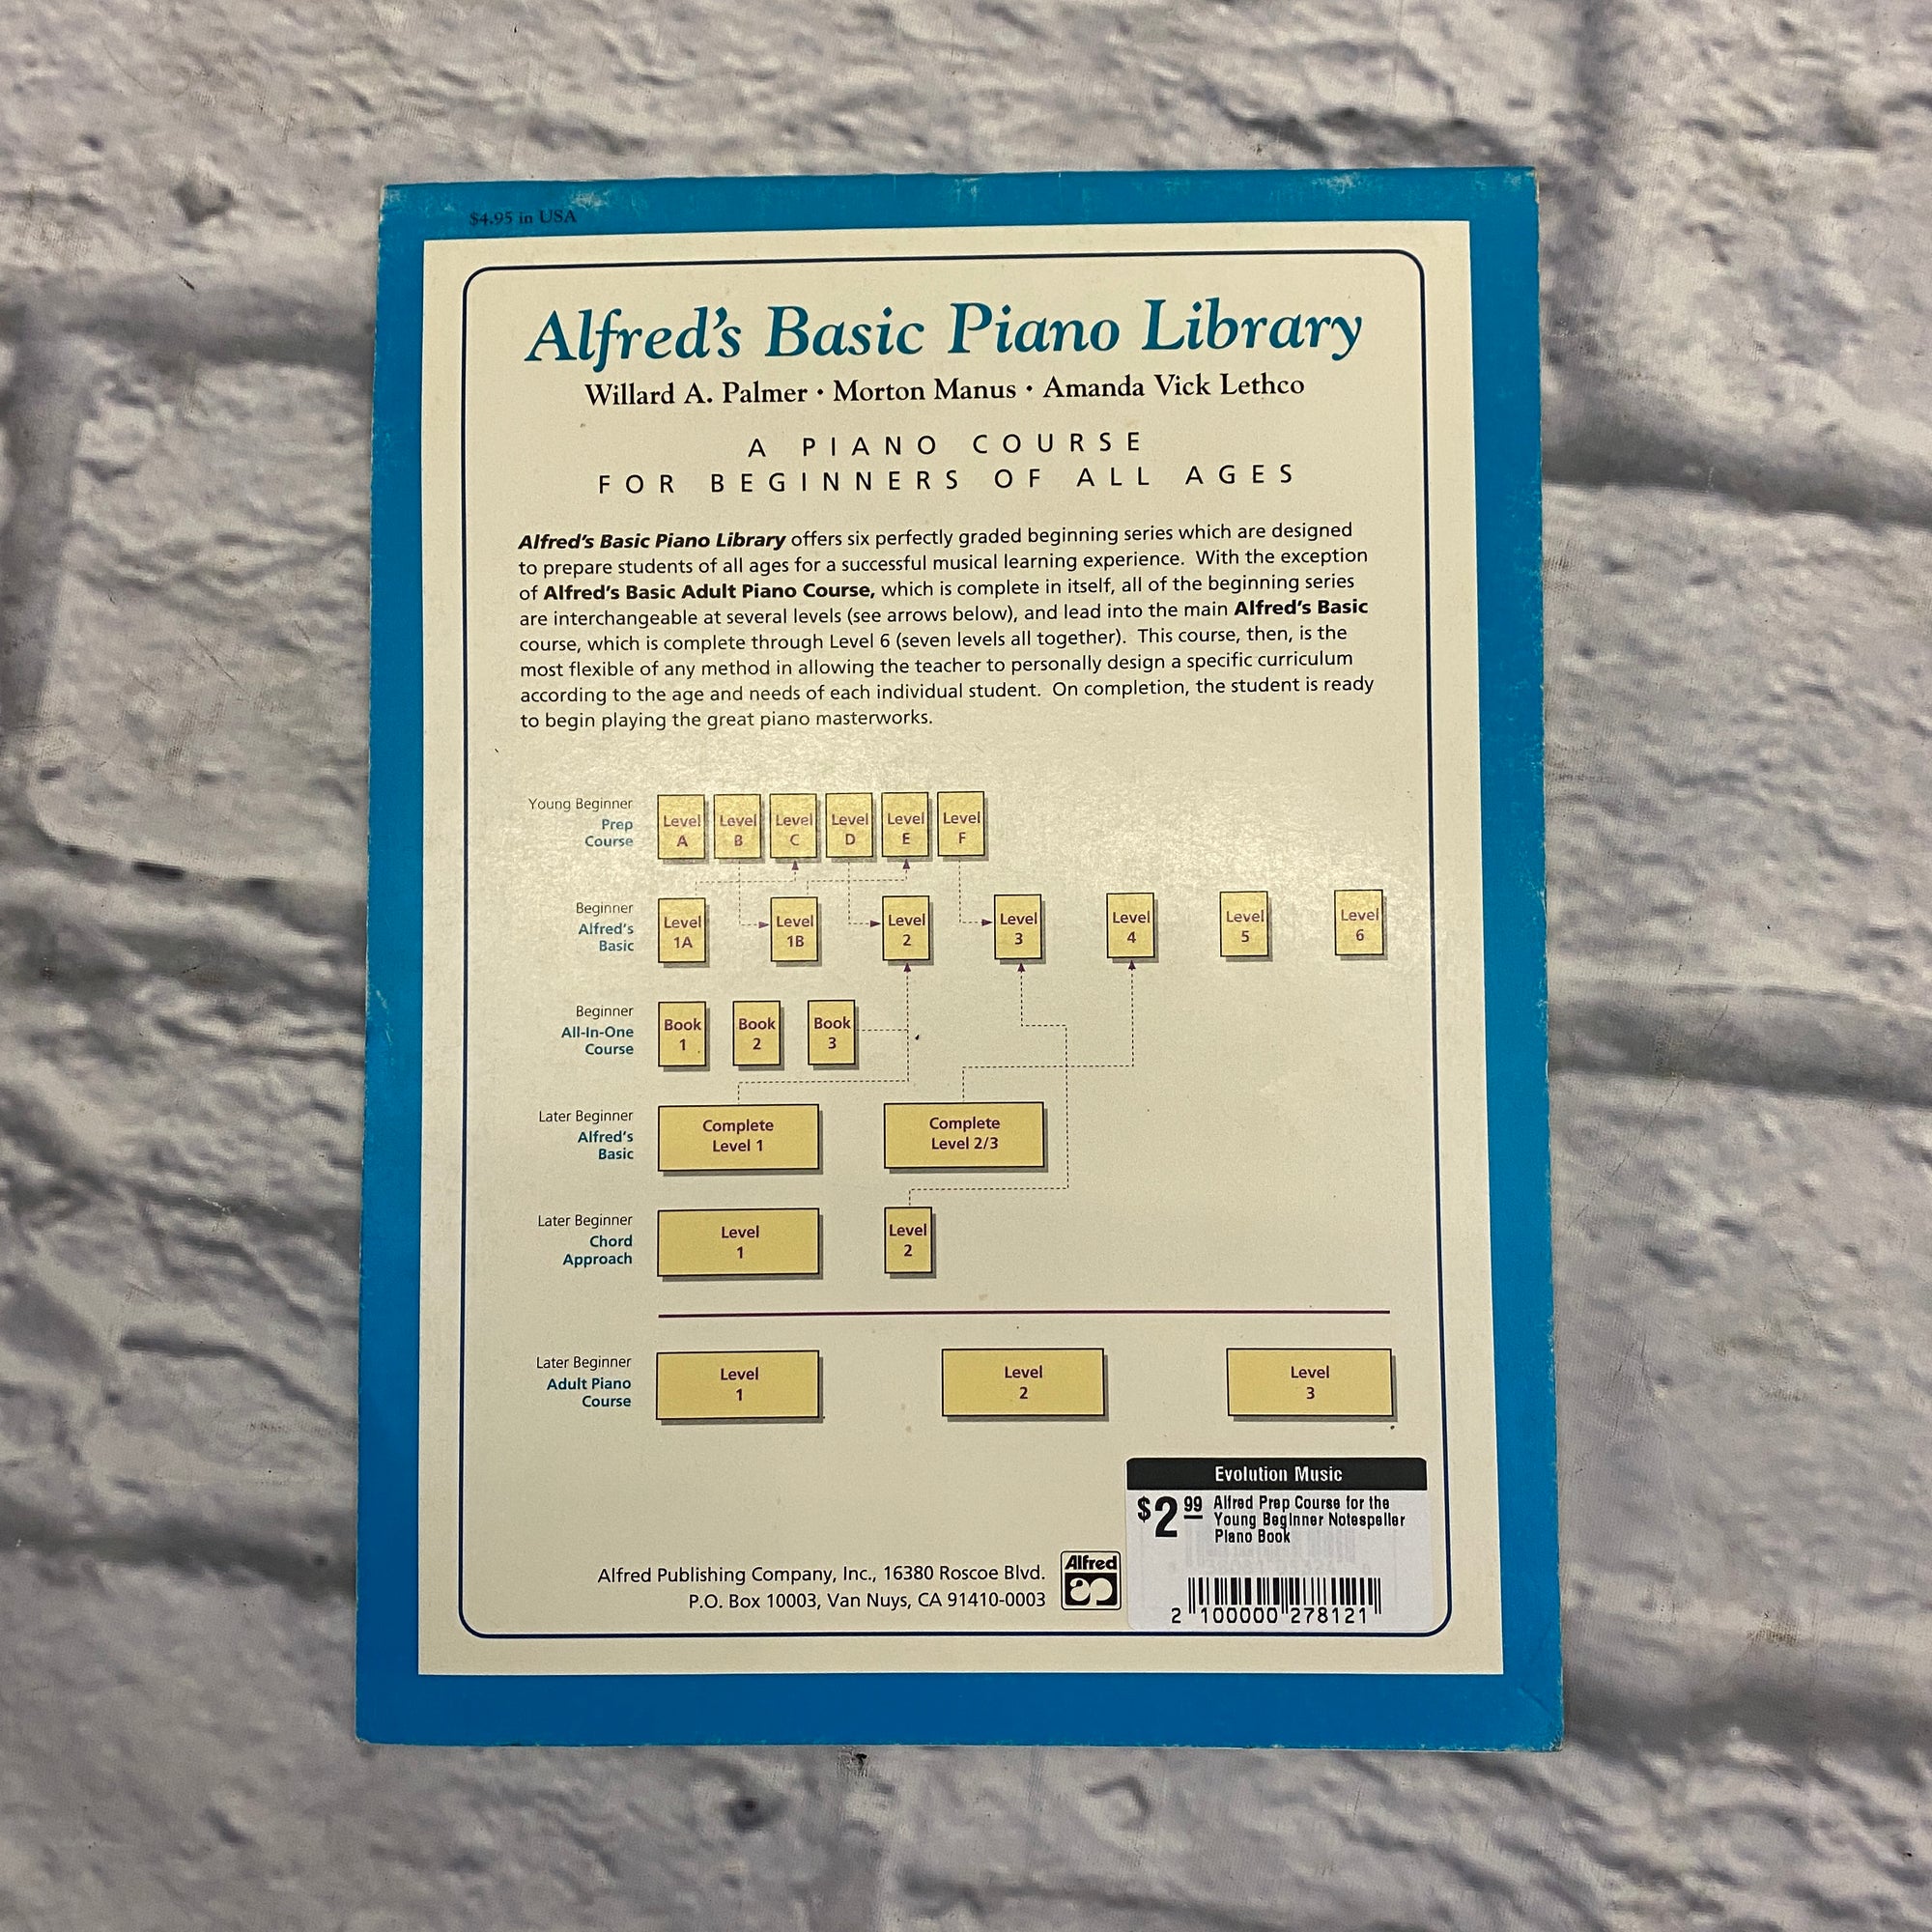 $4.95 in USA
Alfred's Basic Piano Library
Willard A. Palmer • Morton Manus • Amanda Vick Lethco
A PIANO COURSE
FOR BEGINNERS OF ALL AGES
Alfred's Basic Piano Library offers six perfectly graded beginning series which are designed
to prepare students of all ages for a successful musical learning experience. With the exception
of Alfred's Basic Adult Piano Course, which is complete in itself, all of the beginning series
are interchangeable at several levels (see arrows below), and lead into the main Alfred's Basic
course, which is complete through Level 6 (seven levels all together). This course, then, is the
most flexible of any method in allowing the teacher to personally design a specific curriculum
according to the age and needs of each individual student. On completion, the student is ready
to begin playing the great piano masterworks.
Young Beginner
Prep
Course
Level A
Level B
Level C
Level D
Level E
Level F
Beginner
Alfred's
Basic
Level 1A
Level 1B
Level 2
Level 3
Level 4
Level 5
Level 6
Beginner
All-In-One
Course
Book 1
Book 2
Book 3
Later Beginner
Alfred's
Basic
Complete
Level 1
Complete
Level 2/3
Later Beginner
Chord
Approach
Level 1
Level 2
Later Beginner
Adult Piano
Course
Level 1
Level 2
Level 3
Evolution Music
$2 99
Alfred Prep Course for the
Young Beginner Notespeller
Piano Book
2 100000 278121
Alfred Publishing Company, Inc., 16380 Roscoe Blvd.
P.O. Box 10003, Van Nuys, CA 91410-0003
Alfred